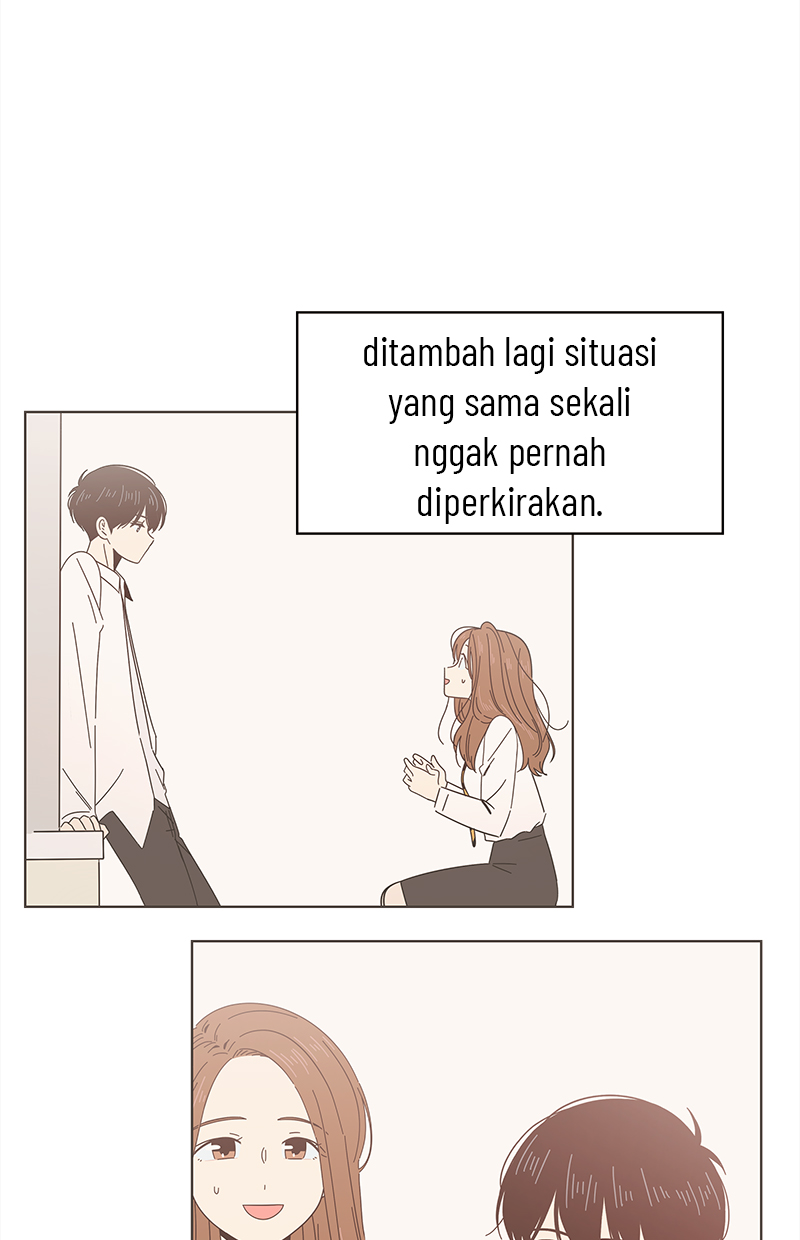 ditambah lagi situasi
yang sama sekali
nggak pernah
diperkirakan.